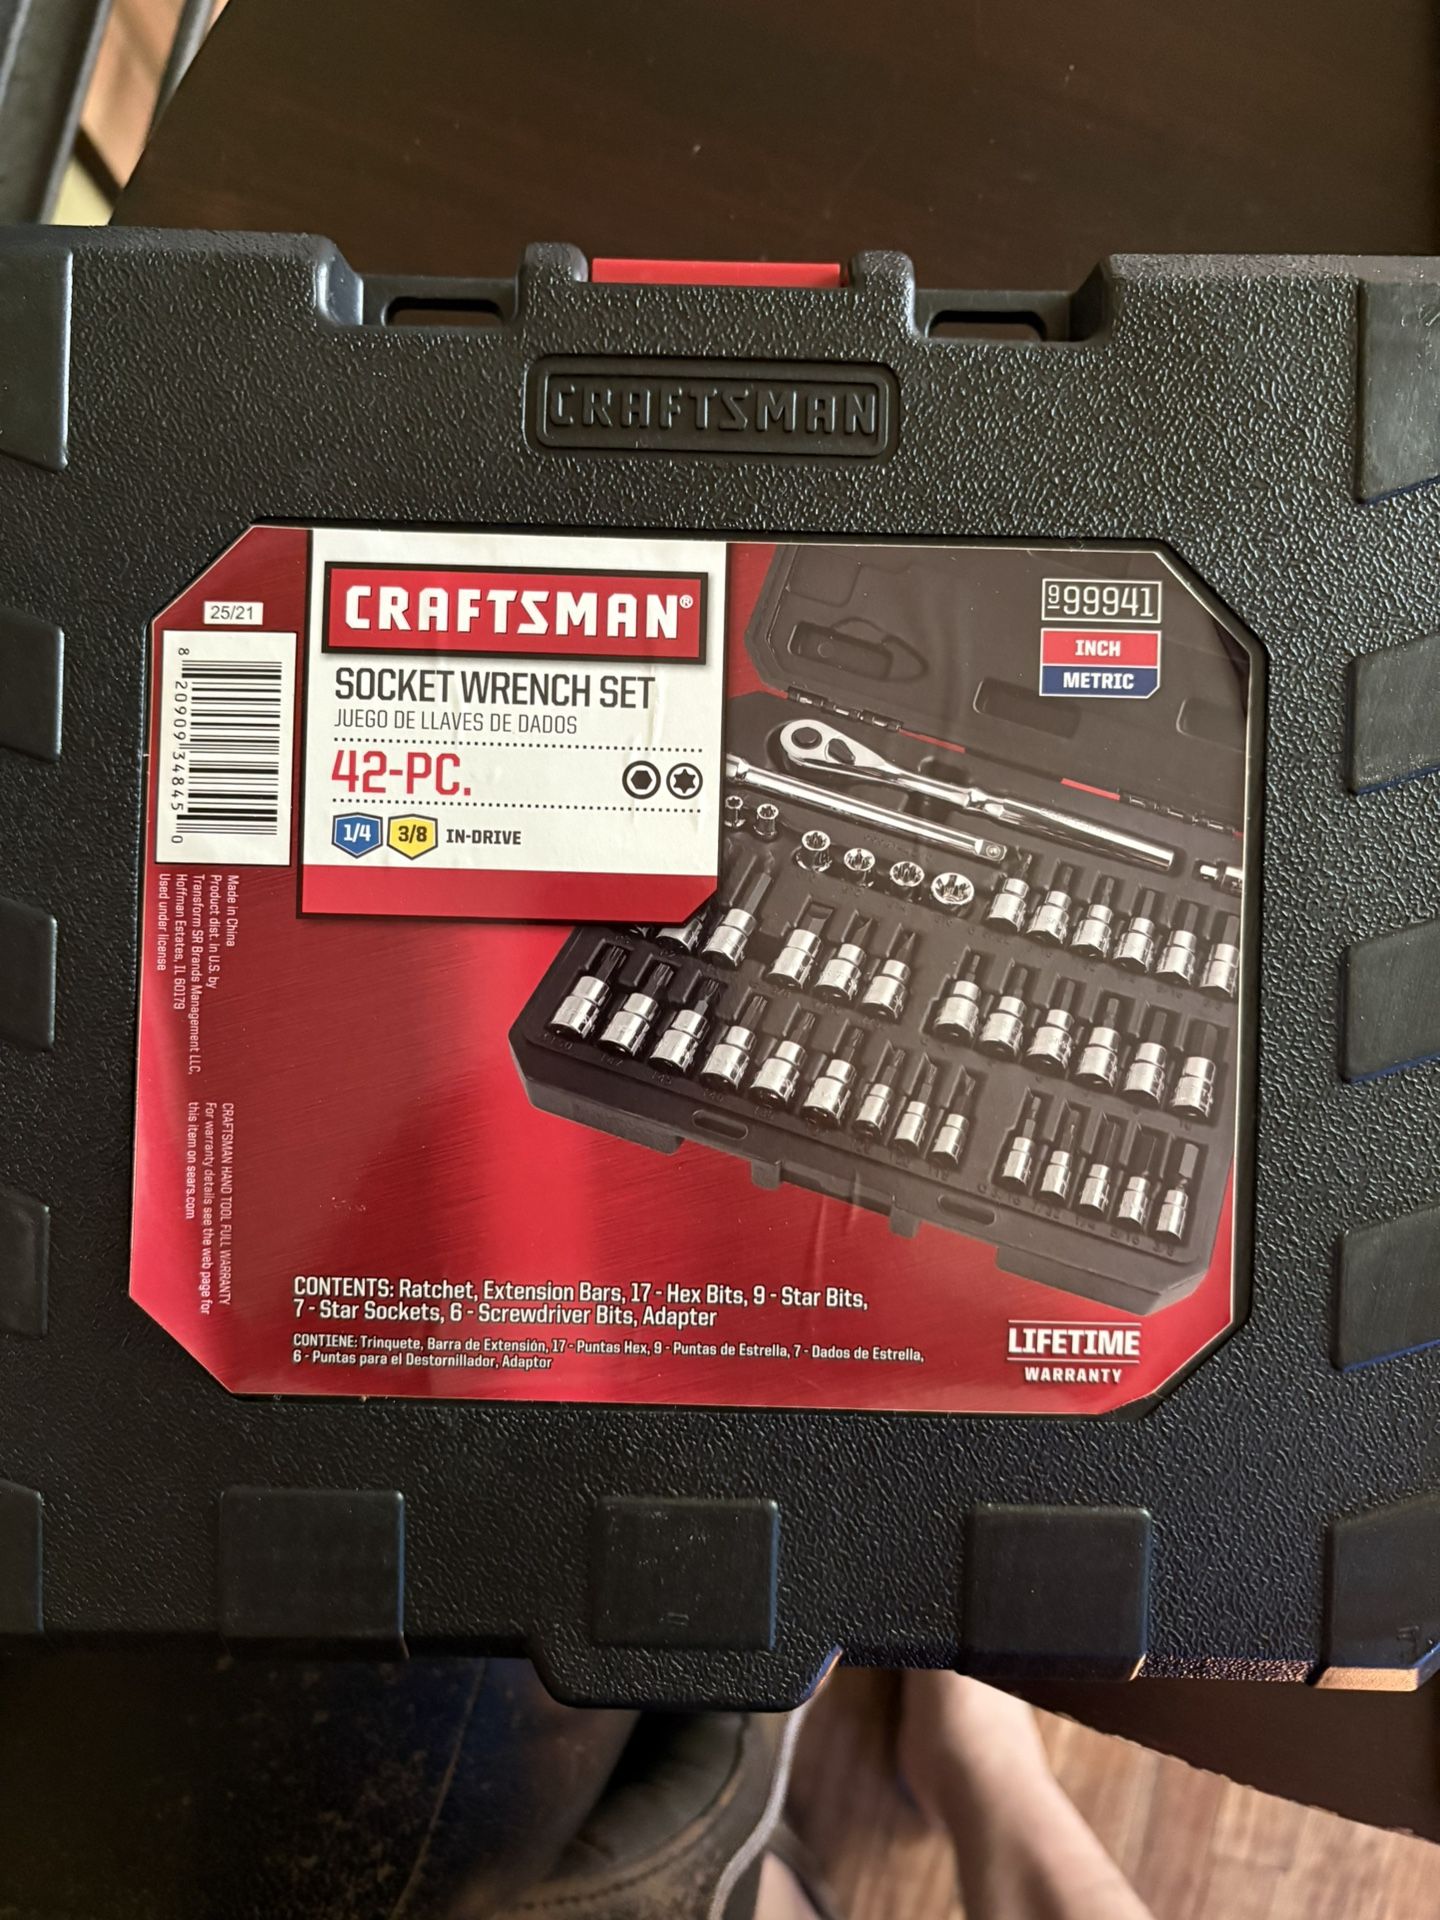 CRAFTSMAN
25/21
8 20909 34845 0
CRAFTSMAN®
SOCKET WRENCH SET
JUEGO DE LLAVES DE DADOS
42-PC.
1/4 3/8 IN-DRIVE
9 99941
INCH
METRIC
Made in China
Product dist. in U.S. by
Transform SR Brands Management LLC,
Hoffman Estates, IL 60179
Used under license
CRAFTSMAN HAND TOOL FULL WARRANTY
For warranty details see the web page for
this item on sears.com
CONTENTS: Ratchet, Extension Bars, 17 - Hex Bits, 9 - Star Bits,
7 - Star Sockets, 6 - Screwdriver Bits, Adapter
CONTIENE: Trinquete, Barra de Extensión, 17 - Puntas Hex, 9 - Puntas de Estrella, 7 - Dados de Estrella,
6 - Puntas para el Destornillador, Adaptor
LIFETIME
WARRANTY